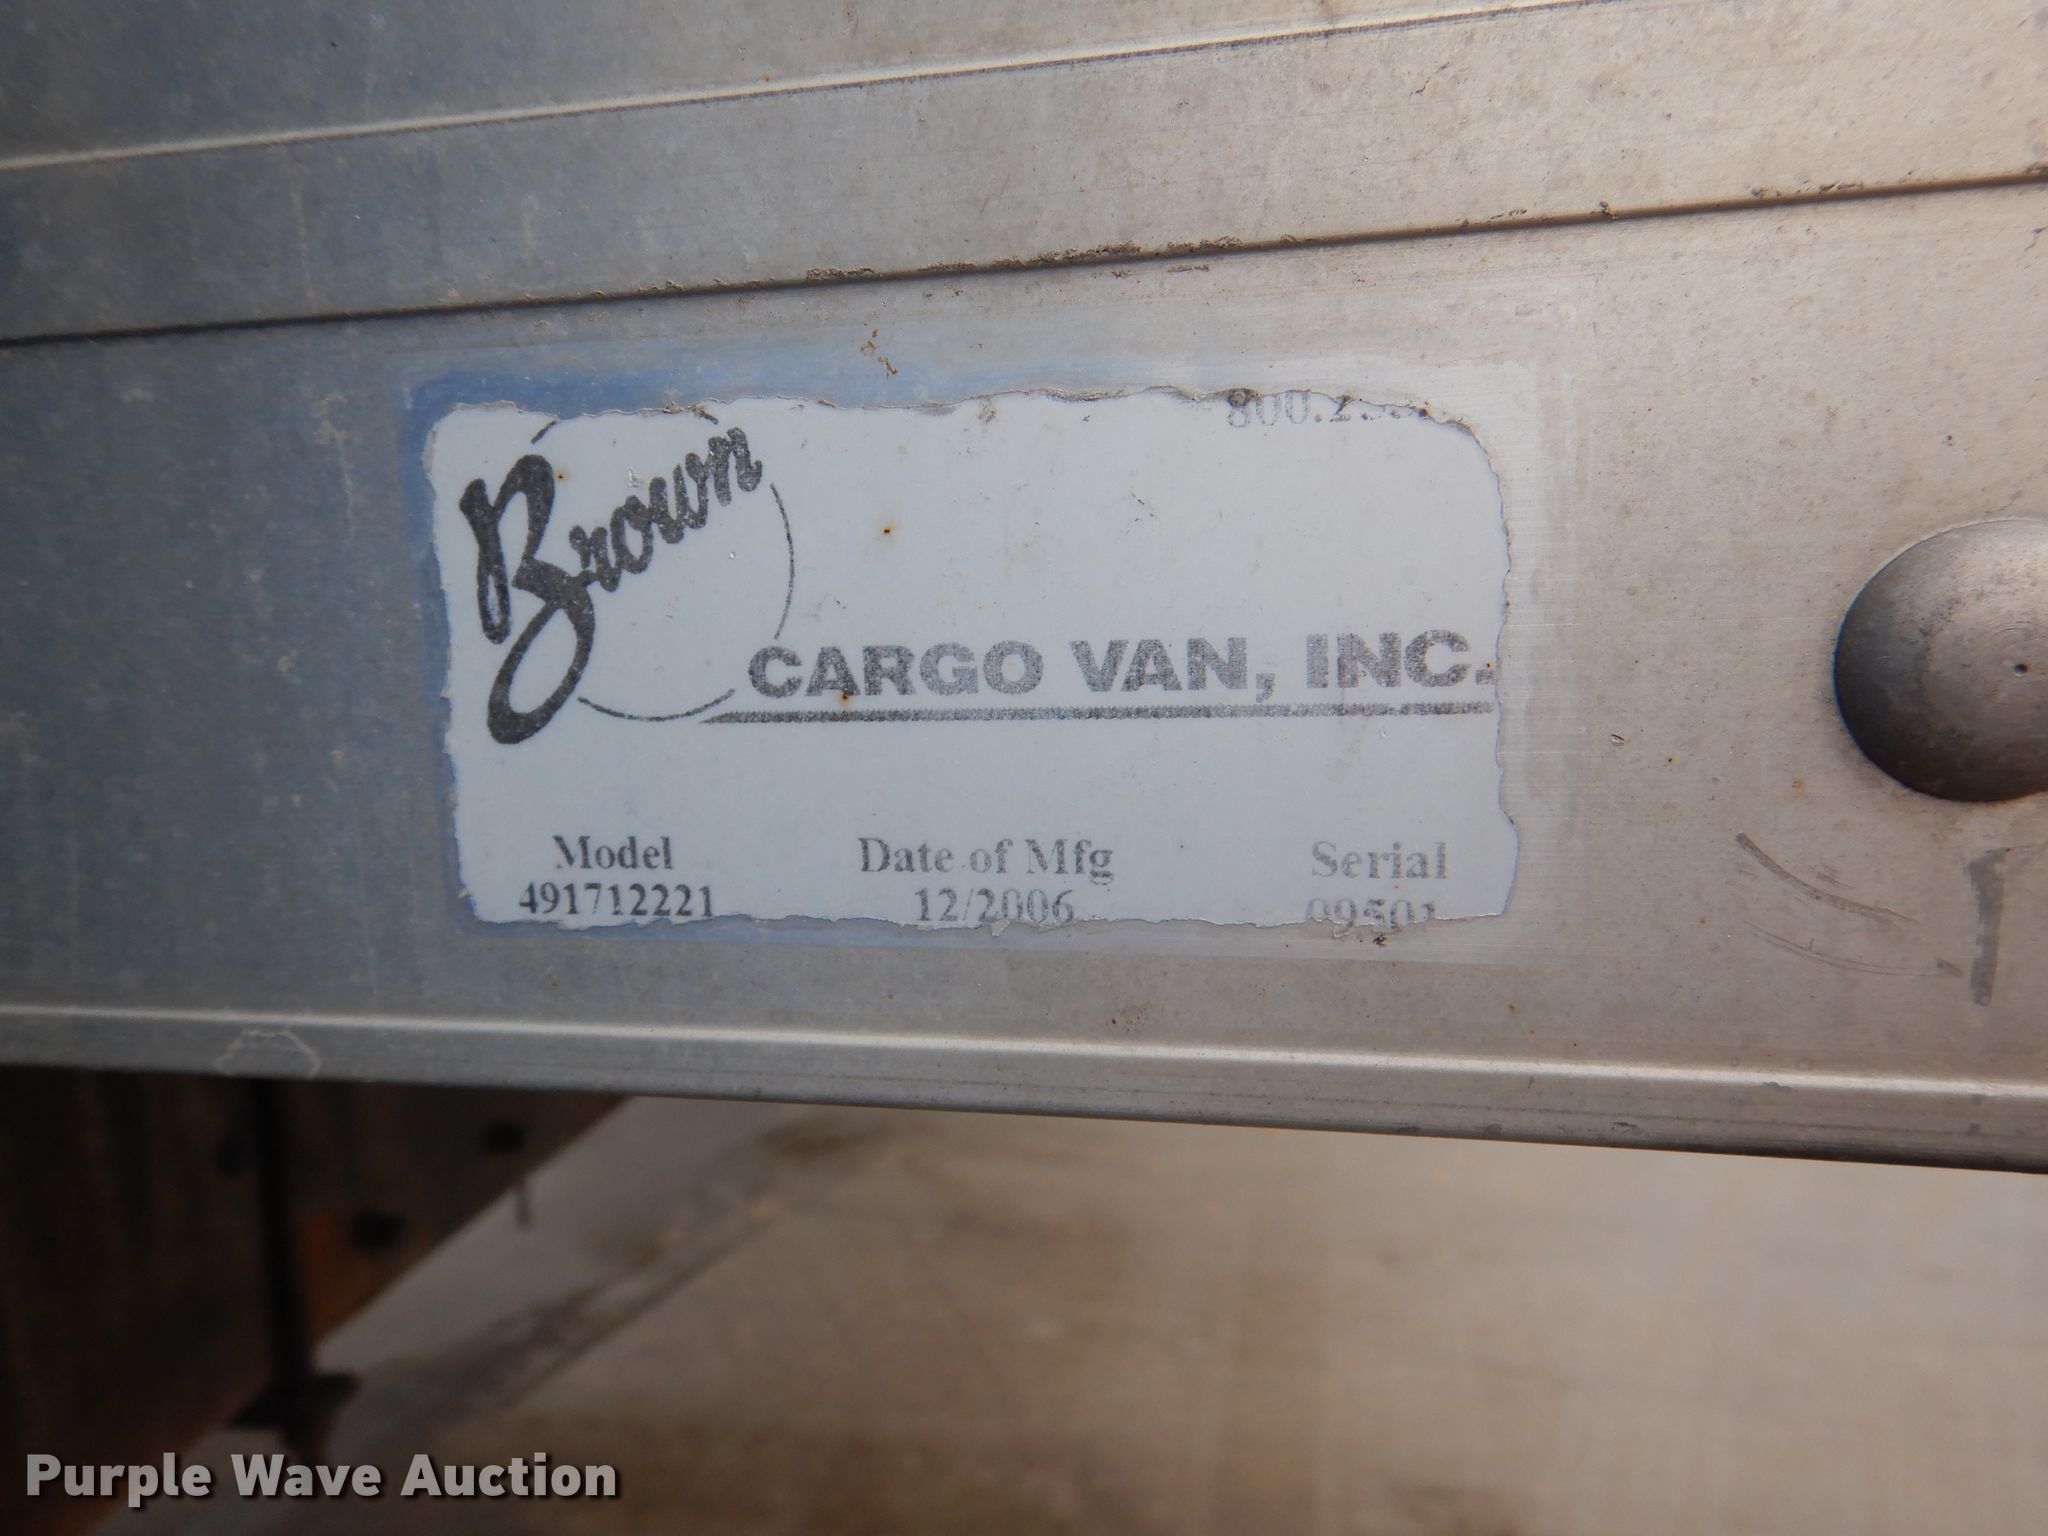 Brown
CARGO VAN, INC.
Model Date of Mfg Serial
491712221 12/2006
Purple Wave Auction